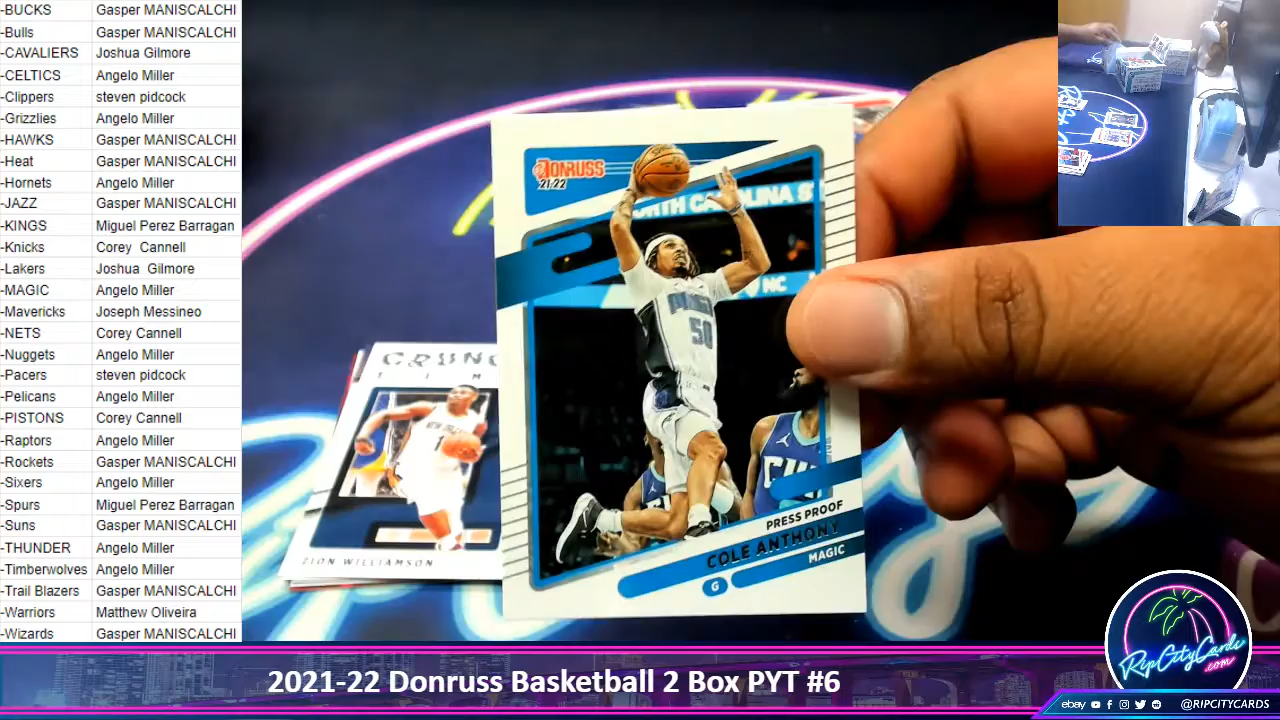 -BUCKS Gasper MANISCALCHI
-Bulls Gasper MANISCALCHI
-CAVALIERS Joshua Gilmore
-CELTICS Angelo Miller
-Clippers steven pidcock
-Grizzlies Angelo Miller
-HAWKS Gasper MANISCALCHI
-Heat Gasper MANISCALCHI
-Hornets Angelo Miller
-JAZZ Gasper MANISCALCHI
-KINGS Miguel Perez Barragan
-Knicks Corey Cannell
-Lakers Joshua Gilmore
-MAGIC Angelo Miller
-Mavericks Joseph Messineo
-NETS Corey Cannell
-Nuggets Angelo Miller
-Pacers steven pidcock
-Pelicans Angelo Miller
-PISTONS Corey Cannell
-Raptors Angelo Miller
-Rockets Gasper MANISCALCHI
-Sixers Angelo Miller
-Spurs Miguel Perez Barragan
-Suns Gasper MANISCALCHI
-THUNDER Angelo Miller
-Timberwolves Angelo Miller
-Trail Blazers Gasper MANISCALCHI
-Warriors Matthew Oliveira
-Wizards Gasper MANISCALCHI
DONRUSS
21-22
ORTH CAROLINA S
NC
50
PRESS PROOF
COLE ANTHONY
G MAGIC
CRUNC
ZION WILLIAMSON
2021-22 Donruss Basketball 2 Box PYT #6
RipCityCards
.com
ebay @RIPCITYCARDS